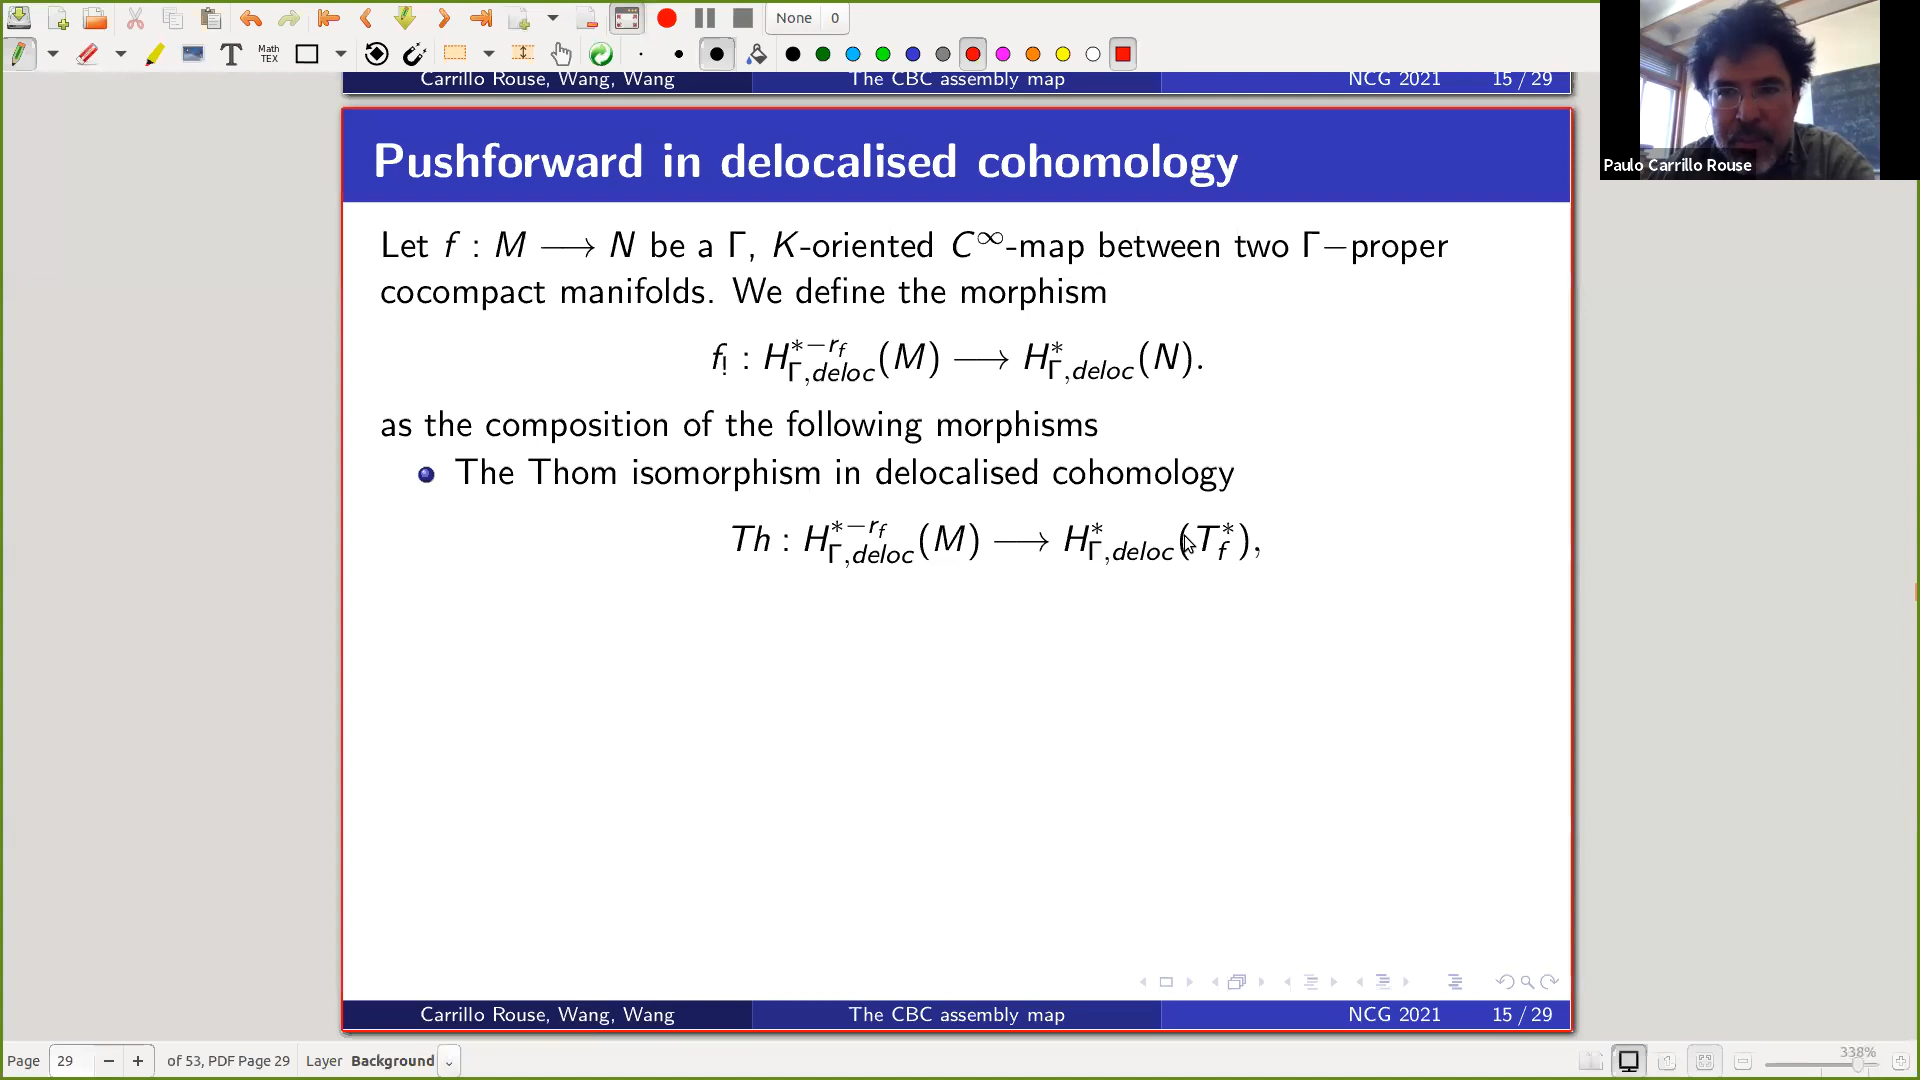 None 0
Math
TEX
Carrillo Rouse, Wang, Wang The CBC assembly map NCG 2021 15 / 29
Paulo Carrillo Rouse
Pushforward in delocalised cohomology
Let f : M ⟶ N be a Γ, K-oriented C^∞-map between two Γ−proper
cocompact manifolds. We define the morphism
f_! : H^{*−r_f}_{Γ,deloc}(M) ⟶ H^*_{Γ,deloc}(N).
as the composition of the following morphisms
The Thom isomorphism in delocalised cohomology
Th : H^{*−r_f}_{Γ,deloc}(M) ⟶ H^*_{Γ,deloc}(T^*_f),
Carrillo Rouse, Wang, Wang The CBC assembly map NCG 2021 15 / 29
Page 29 − + of 53, PDF Page 29 Layer Background 338%